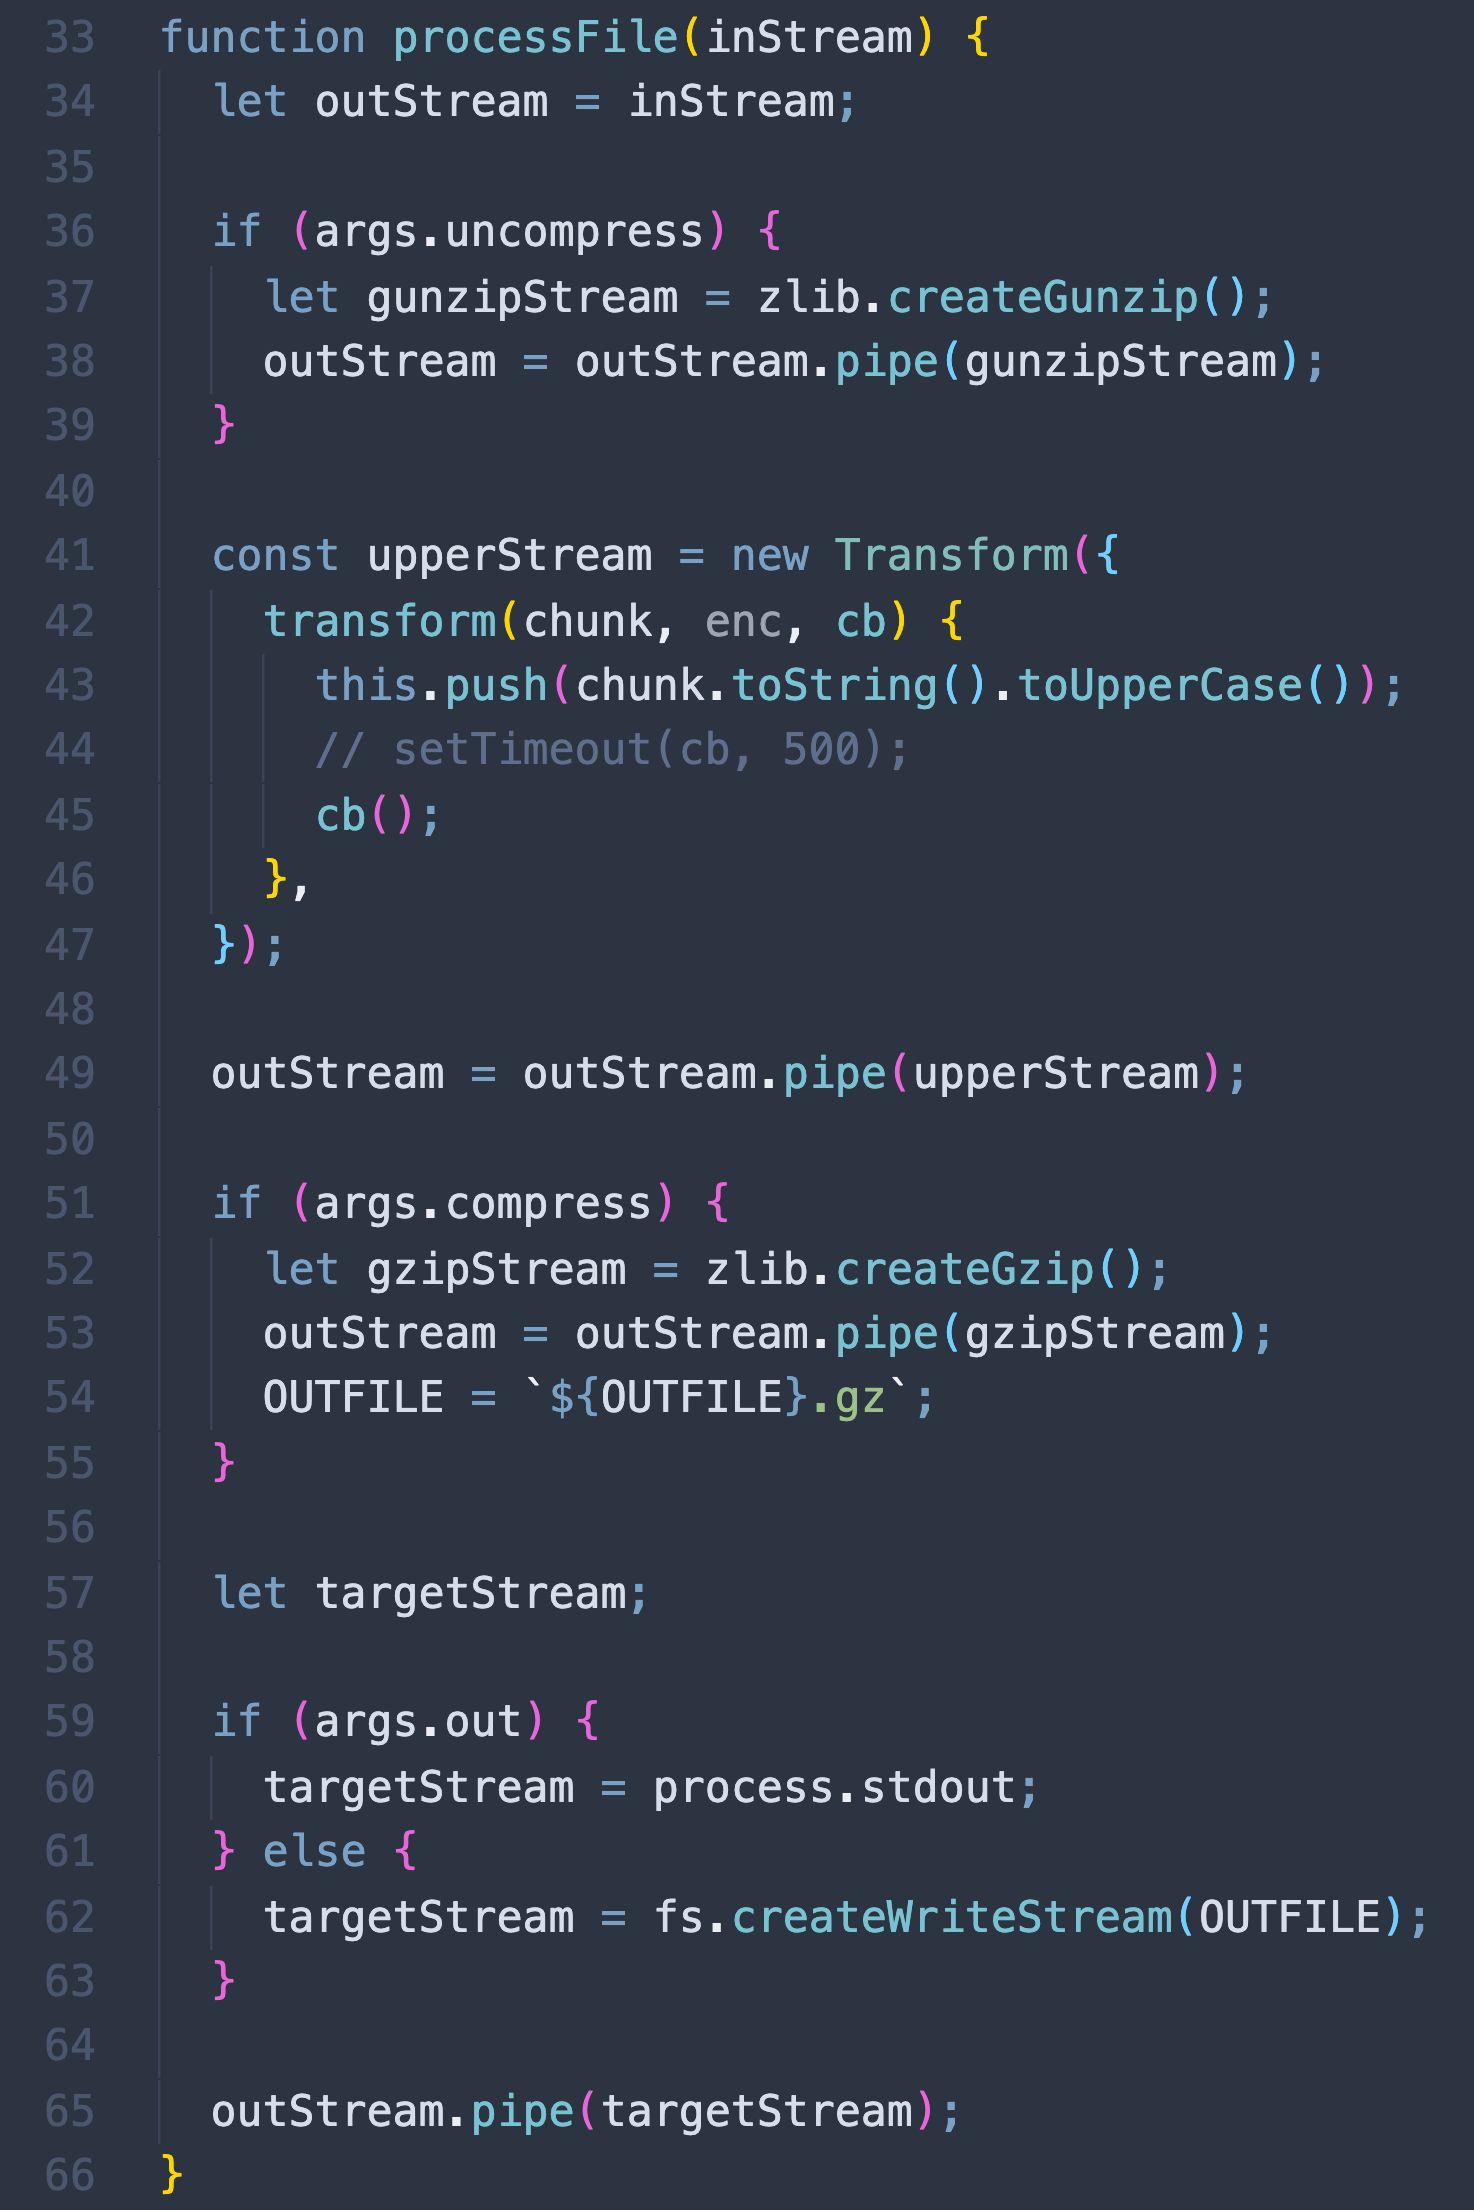 33 function processFile(inStream) {
34 let outStream = inStream;
35
36 if (args.uncompress) {
37 let gunzipStream = zlib.createGunzip();
38 outStream = outStream.pipe(gunzipStream);
39 }
40
41 const upperStream = new Transform({
42 transform(chunk, enc, cb) {
43 this.push(chunk.toString().toUpperCase());
44 // setTimeout(cb, 500);
45 cb();
46 },
47 });
48
49 outStream = outStream.pipe(upperStream);
50
51 if (args.compress) {
52 let gzipStream = zlib.createGzip();
53 outStream = outStream.pipe(gzipStream);
54 OUTFILE = `${OUTFILE}.gz`;
55 }
56
57 let targetStream;
58
59 if (args.out) {
60 targetStream = process.stdout;
61 } else {
62 targetStream = fs.createWriteStream(OUTFILE);
63 }
64
65 outStream.pipe(targetStream);
66 }